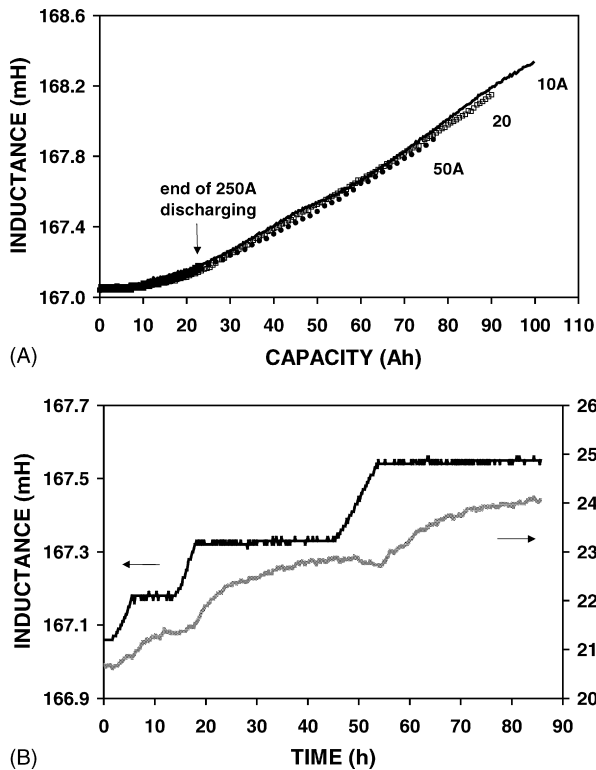 168.6
168.2
167.8
167.4
167.0
INDUCTANCE (mH)
10A
20
50A
end of 250A
discharging
0 10 20 30 40 50 60 70 80 90 100 110
(A)
CAPACITY (Ah)
167.7
167.5
167.3
167.1
166.9
INDUCTANCE (mH)
26
25
24
23
22
21
20
0 10 20 30 40 50 60 70 80 90
(B)
TIME (h)